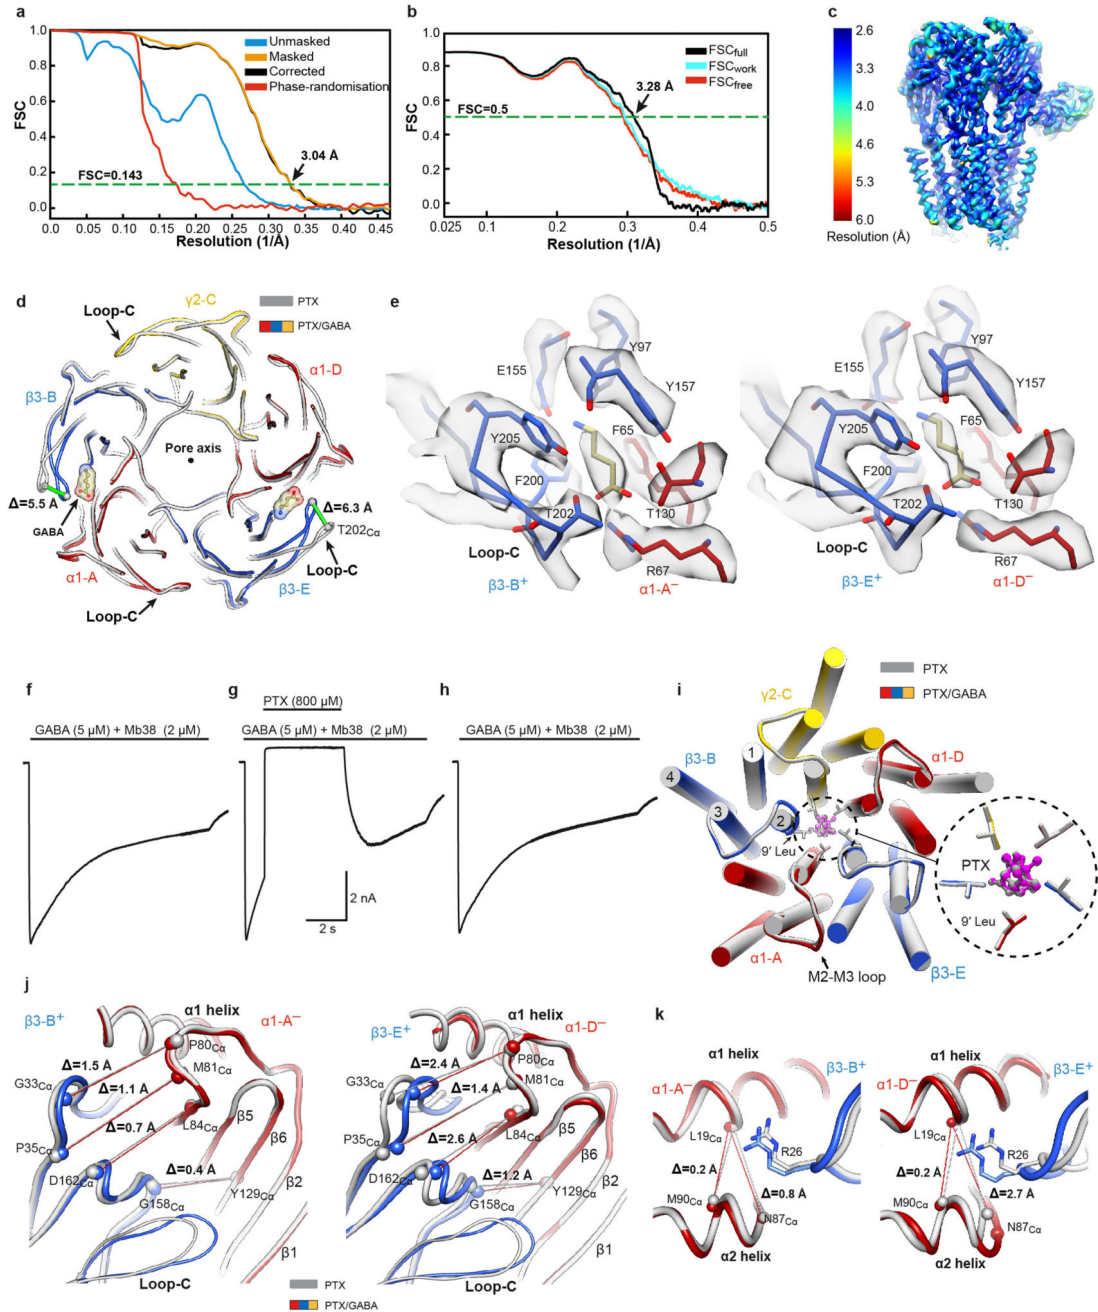 a
1.0
0.8
0.6
0.4
0.2
0.0
FSC
Unmasked
Masked
Corrected
Phase-randomisation
FSC=0.143
3.04 Å
0.0 0.05 0.10 0.15 0.20 0.25 0.30 0.35 0.40 0.45
Resolution (1/Å)
b
1.0
0.8
0.6
0.4
0.2
0.0
FSC
FSCfull
FSCwork
FSCfree
FSC=0.5
3.28 Å
0.025 0.1 0.2 0.3 0.4 0.5
Resolution (1/Å)
c
2.6
3.3
4.0
4.6
5.3
6.0
Resolution (Å)
d
γ2-C
PTX
PTX/GABA
Loop-C
α1-D
β3-B
Pore axis
Δ=5.5 Å
GABA
Δ=6.3 Å
T202Cα
Loop-C
α1-A
β3-E
Loop-C
e
Y97
E155
Y157
Y205
F65
F200
T202
T130
Loop-C
R67
β3-B+
α1-A−
Y97
E155
Y157
Y205
F65
F200
T202
T130
Loop-C
R67
β3-E+
α1-D−
f
GABA (5 µM) + Mb38 (2 µM)
g
PTX (800 µM)
GABA (5 µM) + Mb38 (2 µM)
2 nA
2 s
h
GABA (5 µM) + Mb38 (2 µM)
i
PTX
PTX/GABA
γ2-C
α1-D
β3-B
1
4
3
2
9′ Leu
PTX
9′ Leu
α1-A
M2-M3 loop
β3-E
j
β3-B+
α1 helix
α1-A−
P80Cα
Δ=1.5 Å
M81Cα
G33Cα
Δ=1.1 Å
Δ=0.7 Å
L84Cα
β5
P35Cα
β6
D162Cα
Δ=0.4 Å
Y129Cα
β2
G158Cα
β1
Loop-C
β3-E+
α1 helix
α1-D−
P80Cα
Δ=2.4 Å
M81Cα
G33Cα
Δ=1.4 Å
L84Cα
β5
P35Cα
Δ=2.6 Å
β6
D162Cα
Δ=1.2 Å
Y129Cα
β2
G158Cα
β1
Loop-C
PTX
PTX/GABA
k
α1 helix
β3-B+
α1-A−
L19Cα
R26
Δ=0.2 Å
Δ=0.8 Å
M90Cα
N87Cα
α2 helix
α1 helix
β3-E+
α1-D−
L19Cα
R26
Δ=0.2 Å
Δ=2.7 Å
M90Cα
N87Cα
α2 helix